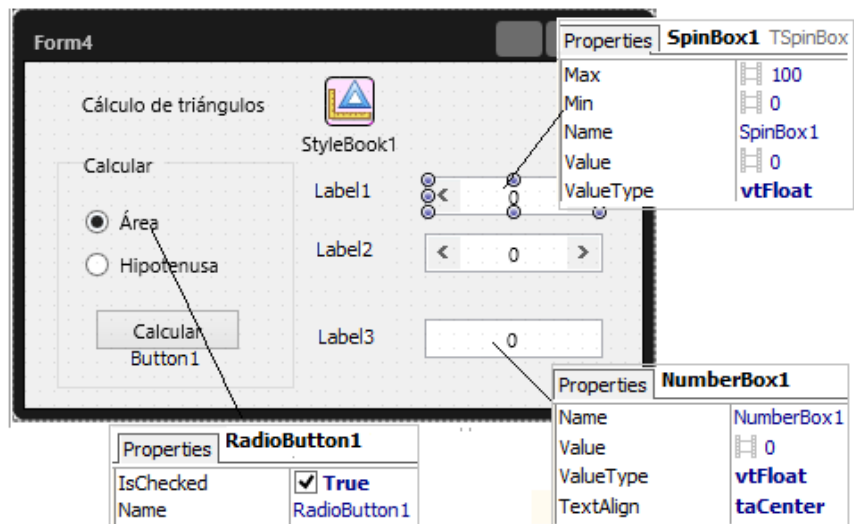 Form4
Cálculo de triángulos
StyleBook1
Calcular
Área
Hipotenusa
Calcular
Button1
Label1
< 0
Label2
< 0 >
Label3
0
Properties SpinBox1 TSpinBox
Max 100
Min 0
Name SpinBox1
Value 0
ValueType vtFloat
Properties RadioButton1
IsChecked True
Name RadioButton1
Properties NumberBox1
Name NumberBox1
Value 0
ValueType vtFloat
TextAlign taCenter